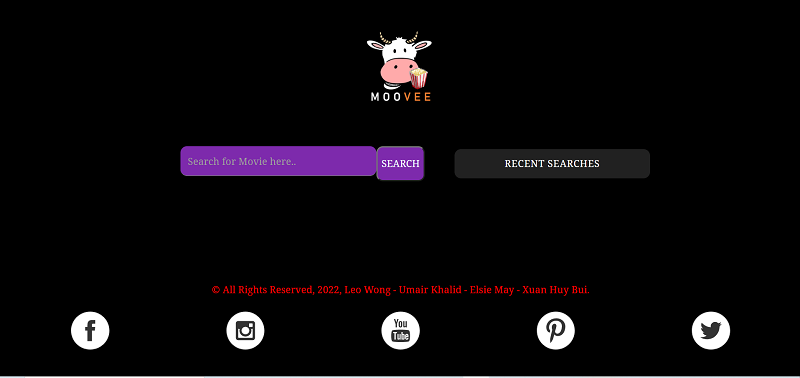 MOOVEE
Search for Movie here..
SEARCH
RECENT SEARCHES
© All Rights Reserved, 2022, Leo Wong - Umair Khalid - Elsie May - Xuan Huy Bui.
You
Tube